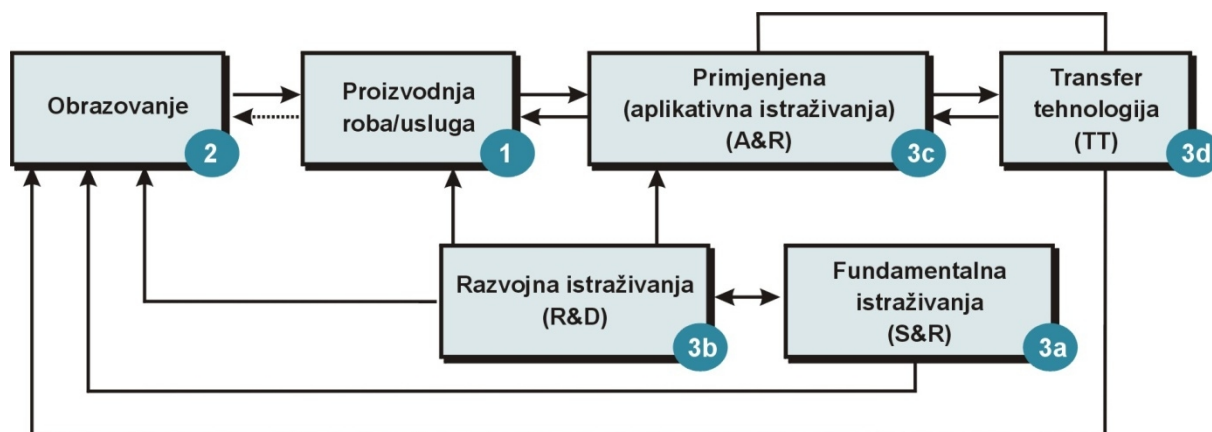 Obrazovanje
2
Proizvodnja
roba/usluga
1
Primjenjena
(aplikativna istraživanja)
(A&R)
3c
Transfer
tehnologija
(TT)
3d
Razvojna istraživanja
(R&D)
3b
Fundamentalna
istraživanja
(S&R)
3a